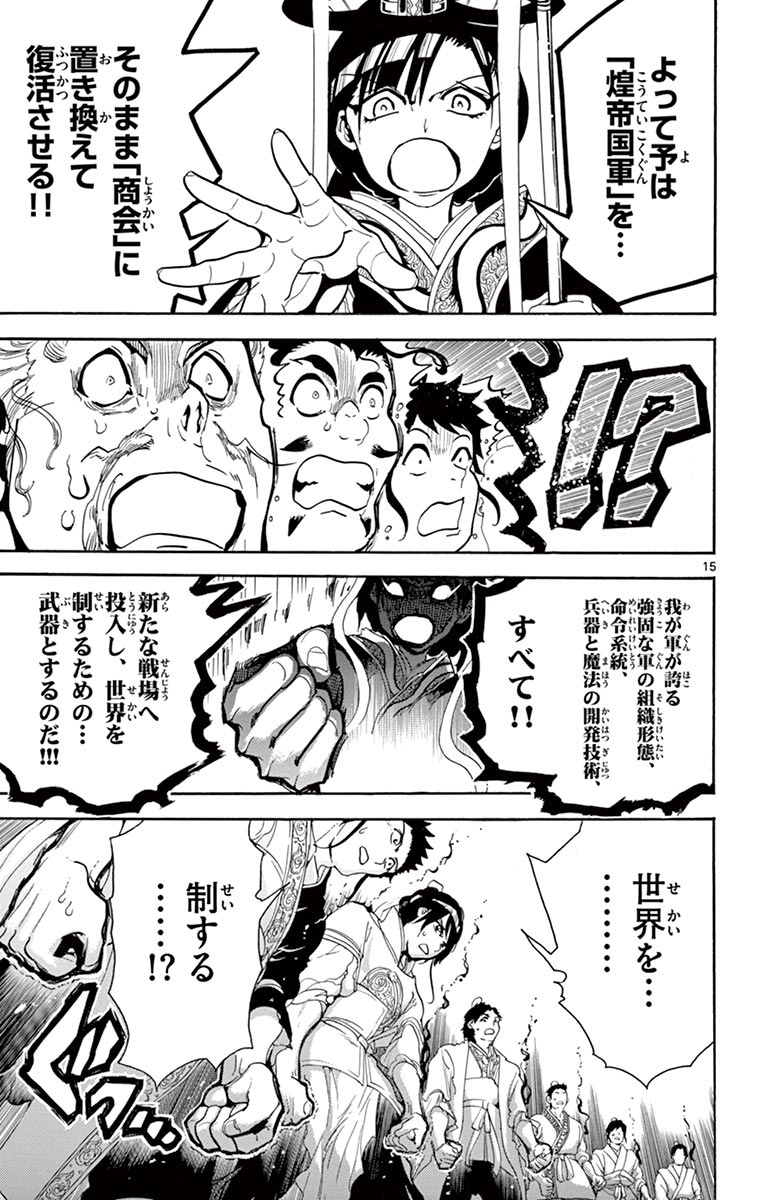 よって予は
「煌帝国軍」を…
そのまま「商会」に
置き換えて
復活させる!!
!?
15
我が軍が誇る
強固な軍の組織形態、
命令系統、
兵器と魔法の開発技術、
すべて!!
新たな戦場へ
投入し、世界を
制するための…
武器とするのだ!!!
世界を…
………
制する
……!?
ドクン…